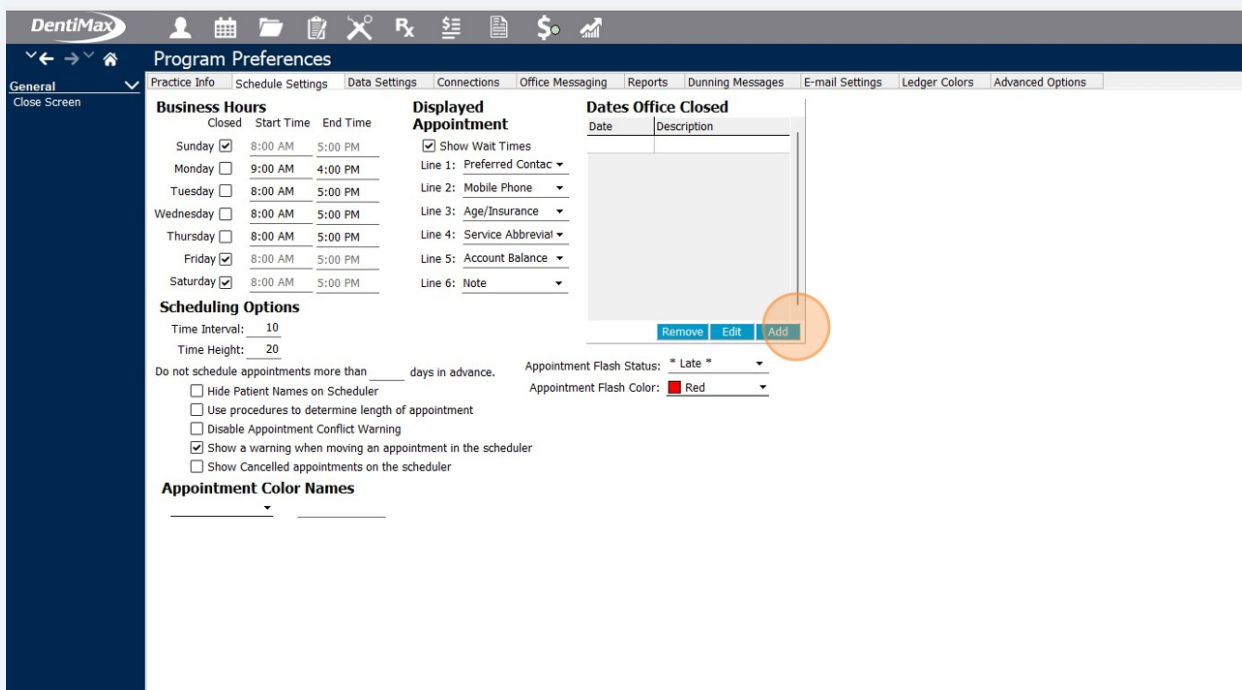 DentiMax
Program Preferences
General
Close Screen
Practice Info Schedule Settings Data Settings Connections Office Messaging Reports Dunning Messages E-mail Settings Ledger Colors Advanced Options
Business Hours
Closed Start Time End Time
Sunday 8:00 AM 5:00 PM
Monday 9:00 AM 4:00 PM
Tuesday 8:00 AM 5:00 PM
Wednesday 8:00 AM 5:00 PM
Thursday 8:00 AM 5:00 PM
Friday 8:00 AM 5:00 PM
Saturday 8:00 AM 5:00 PM
Displayed
Appointment
Show Wait Times
Line 1: Preferred Contac
Line 2: Mobile Phone
Line 3: Age/Insurance
Line 4: Service Abbreviat
Line 5: Account Balance
Line 6: Note
Dates Office Closed
Date Description
Remove Edit Add
Scheduling Options
Time Interval: 10
Time Height: 20
Do not schedule appointments more than days in advance.
Hide Patient Names on Scheduler
Use procedures to determine length of appointment
Disable Appointment Conflict Warning
Show a warning when moving an appointment in the scheduler
Show Cancelled appointments on the scheduler
Appointment Flash Status: * Late *
Appointment Flash Color: Red
Appointment Color Names